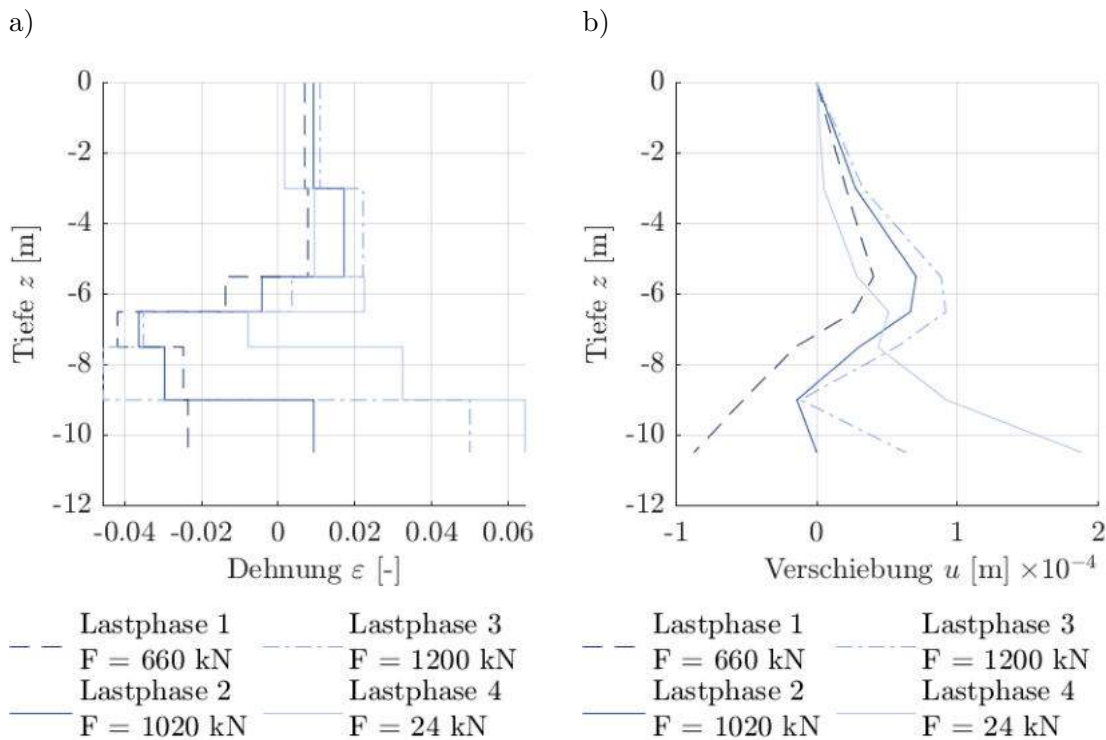 a)
b)
0
-2
-4
-6
-8
-10
-12
Tiefe z [m]
-0.04 -0.02 0 0.02 0.04 0.06
Dehnung ε [-]
0
-2
-4
-6
-8
-10
-12
Tiefe z [m]
-1 0 1 2
Verschiebung u [m] ×10⁻⁴
Lastphase 1
F = 660 kN
Lastphase 3
F = 1200 kN
Lastphase 2
F = 1020 kN
Lastphase 4
F = 24 kN
Lastphase 1
F = 660 kN
Lastphase 3
F = 1200 kN
Lastphase 2
F = 1020 kN
Lastphase 4
F = 24 kN